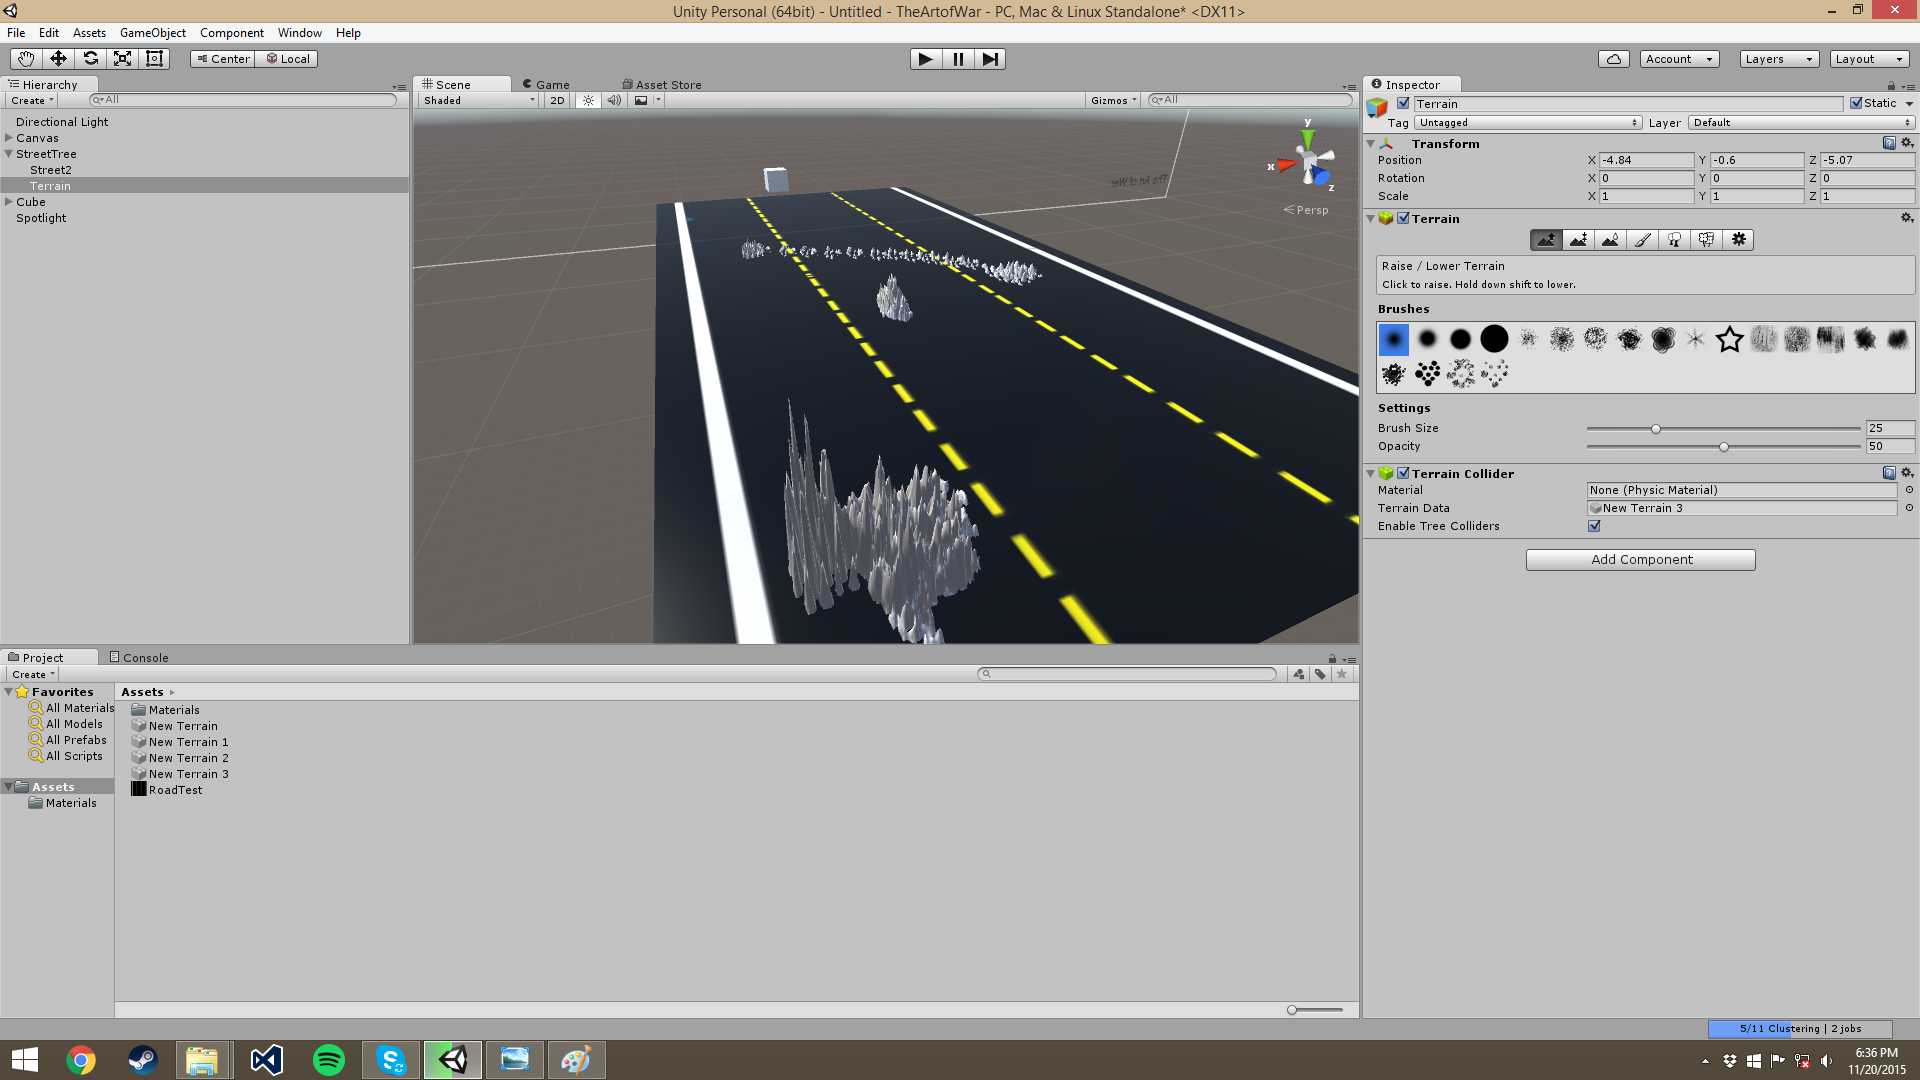 Unity Personal (64bit) - Untitled - TheArtofWar - PC, Mac & Linux Standalone* <DX11>
File Edit Assets GameObject Component Window Help
Center Local
Account Layers Layout
Hierarchy
Create All
Directional Light
Canvas
StreetTree
Street2
Terrain
Cube
Spotlight
Scene Game Asset Store
Shaded 2D Gizmos All
y
x
z
Persp
The Art of War
Inspector
Terrain Static
Tag Untagged Layer Default
Transform
Position X -4.84 Y -0.6 Z -5.07
Rotation X 0 Y 0 Z 0
Scale X 1 Y 1 Z 1
Terrain
Raise / Lower Terrain
Click to raise. Hold down shift to lower.
Brushes
Settings
Brush Size 25
Opacity 50
Terrain Collider
Material None (Physic Material)
Terrain Data New Terrain 3
Enable Tree Colliders
Add Component
Project Console
Create
Favorites
All Materials
All Models
All Prefabs
All Scripts
Assets
Materials
Assets
Materials
New Terrain
New Terrain 1
New Terrain 2
New Terrain 3
RoadTest
5/11 Clustering | 2 jobs
6:36 PM
11/20/2015